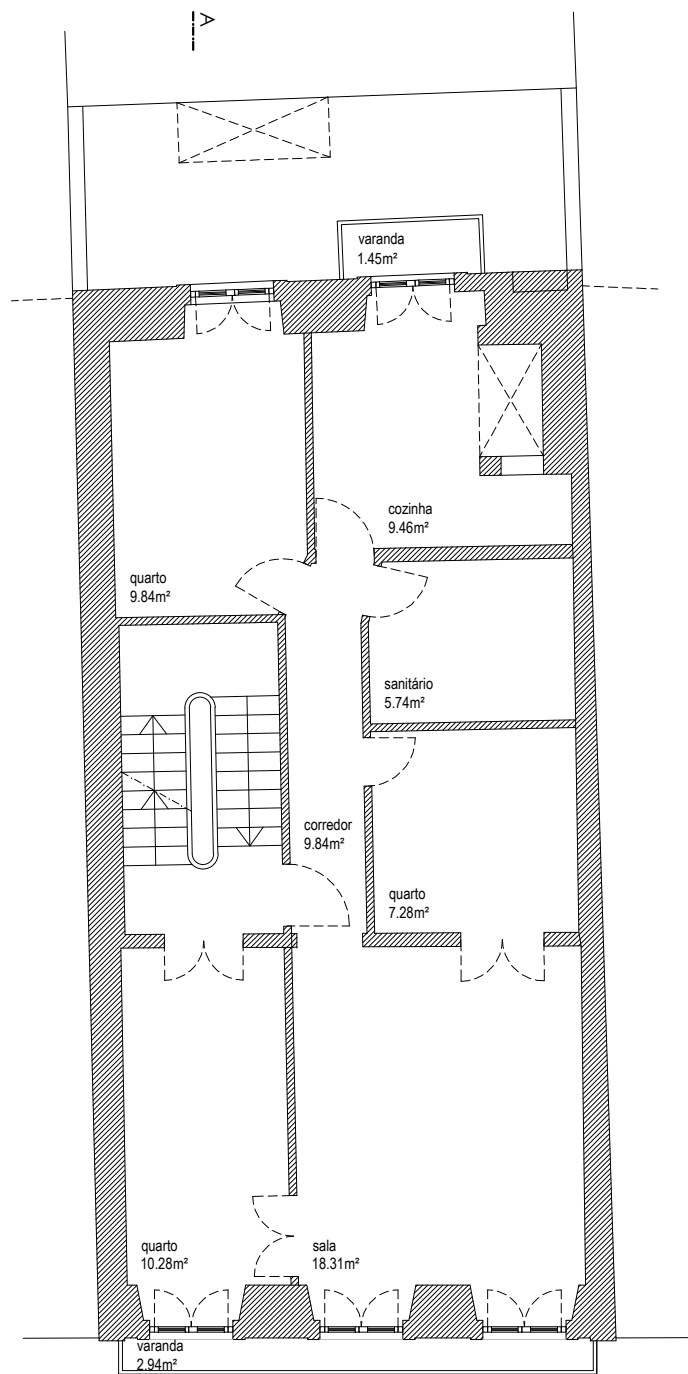 A
varanda
1.45m²
cozinha
9.46m²
quarto
9.84m²
sanitário
5.74m²
corredor
9.84m²
quarto
7.28m²
quarto
10.28m²
sala
18.31m²
varanda
2.94m²